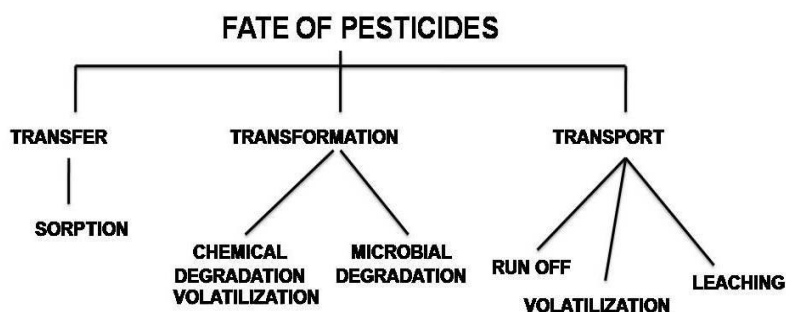 FATE OF PESTICIDES
TRANSFER
TRANSFORMATION
TRANSPORT
SORPTION
CHEMICAL
DEGRADATION
VOLATILIZATION
MICROBIAL
DEGRADATION
RUN OFF
VOLATILIZATION
LEACHING